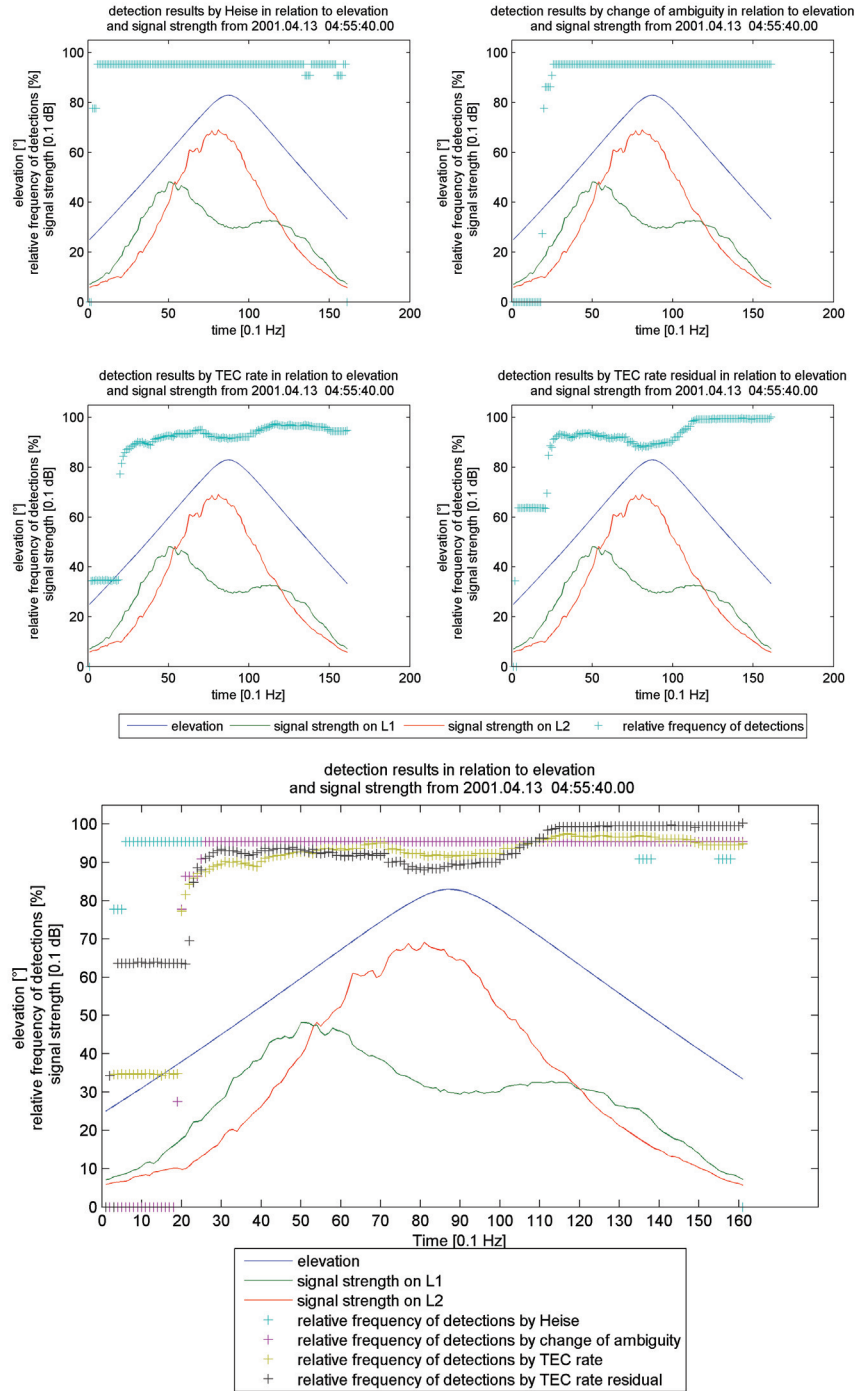 detection results by Heise in relation to elevation
and signal strength from 2001.04.13 04:55:40.00
elevation [°]
relative frequency of detections [%]
signal strength [0.1 dB]
100
80
60
40
20
0
0 50 100 150 200
time [0.1 Hz]
detection results by change of ambiguity in relation to elevation
and signal strength from 2001.04.13 04:55:40.00
elevation [°]
relative frequency of detections [%]
signal strength [0.1 dB]
100
80
60
40
20
0
0 50 100 150 200
time [0.1 Hz]
detection results by TEC rate in relation to elevation
and signal strength from 2001.04.13 04:55:40.00
elevation [°]
relative frequency of detections [%]
signal strength [0.1 dB]
100
80
60
40
20
0
0 50 100 150 200
time [0.1 Hz]
detection results by TEC rate residual in relation to elevation
and signal strength from 2001.04.13 04:55:40.00
elevation [°]
relative frequency of detections [%]
signal strength [0.1 dB]
100
80
60
40
20
0
0 50 100 150 200
time [0.1 Hz]
elevation signal strength on L1 signal strength on L2 relative frequency of detections
detection results in relation to elevation
and signal strength from 2001.04.13 04:55:40.00
elevation [°]
relative frequency of detections [%]
signal strength [0.1 dB]
100
90
80
70
60
50
40
30
20
10
0
0 10 20 30 40 50 60 70 80 90 100 110 120 130 140 150 160
Time [0.1 Hz]
elevation
signal strength on L1
signal strength on L2
relative frequency of detections by Heise
relative frequency of detections by change of ambiguity
relative frequency of detections by TEC rate
relative frequency of detections by TEC rate residual